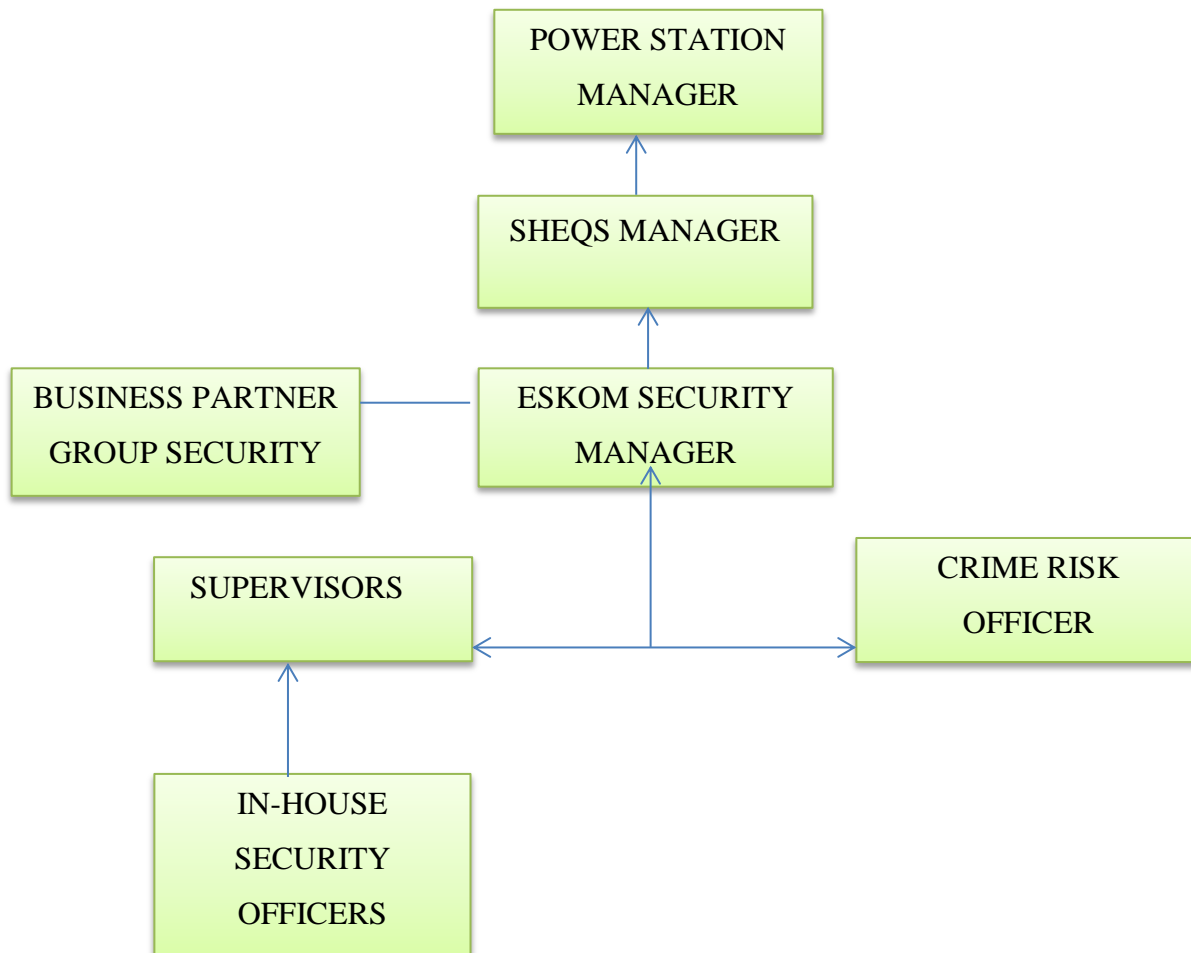 POWER STATION
MANAGER
SHEQS MANAGER
BUSINESS PARTNER
GROUP SECURITY
ESKOM SECURITY
MANAGER
SUPERVISORS
CRIME RISK
OFFICER
IN-HOUSE
SECURITY
OFFICERS